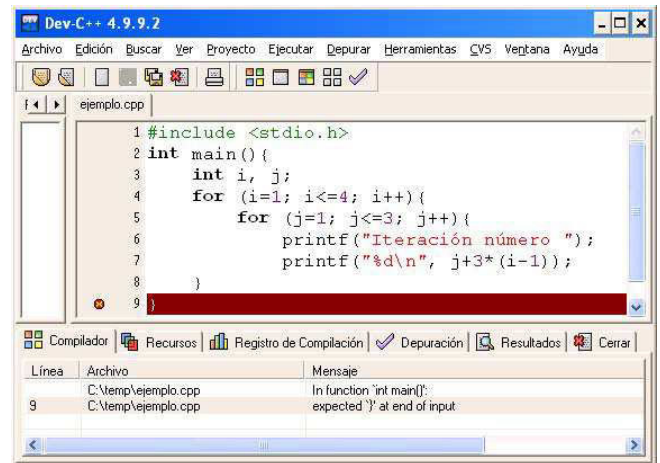 Dev-C++ 4.9.9.2
Archivo Edición Buscar Ver Proyecto Ejecutar Depurar Herramientas CVS Ventana Ayuda
ejemplo.cpp
1 #include <stdio.h>
2 int main(){
3 int i, j;
4 for (i=1; i<=4; i++){
5 for (j=1; j<=3; j++){
6 printf("Iteración número ");
7 printf("%d\n", j+3*(i-1));
8 }
9 }
Compilador Recursos Registro de Compilación Depuración Resultados Cerrar
Línea Archivo Mensaje
C:\temp\ejemplo.cpp In function `int main()':
9 C:\temp\ejemplo.cpp expected `}' at end of input